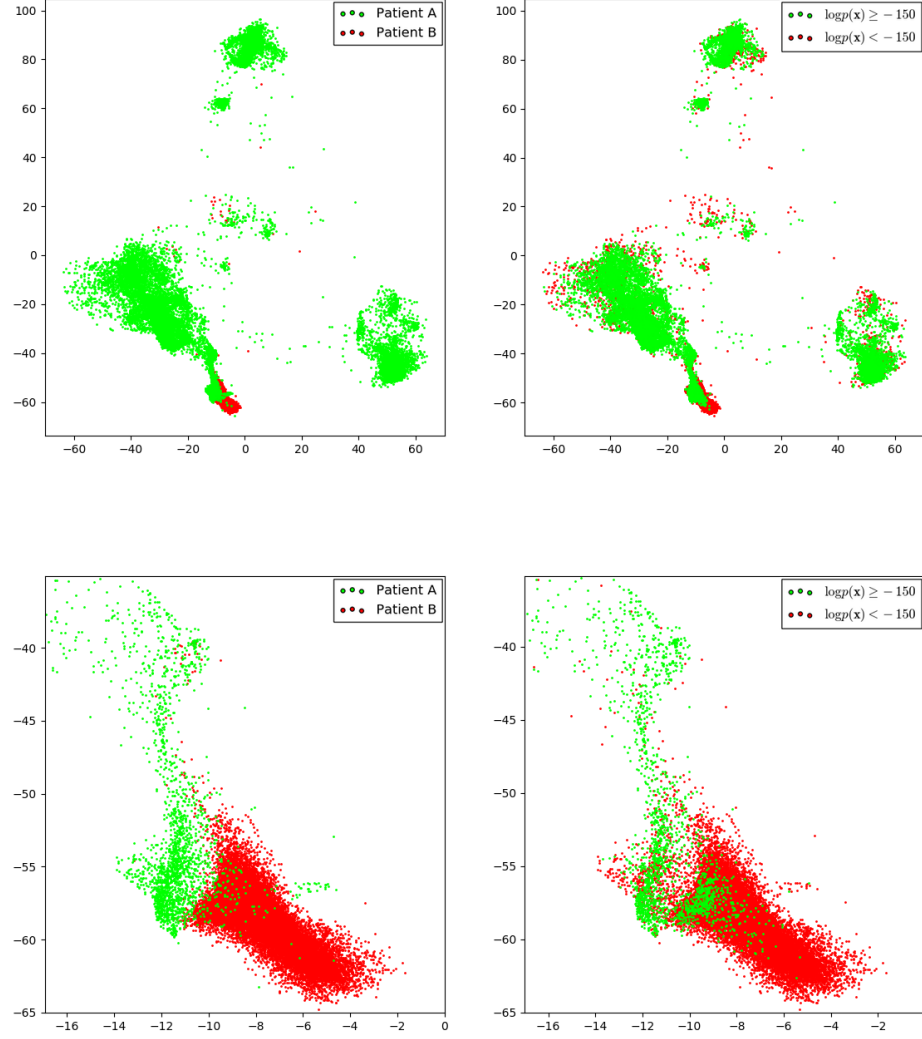 Patient A
Patient B
100
80
60
40
20
0
−20
−40
−60
−60 −40 −20 0 20 40 60
log p(x) ≥ −150
log p(x) < −150
100
80
60
40
20
0
−20
−40
−60
−60 −40 −20 0 20 40 60
Patient A
Patient B
−40
−45
−50
−55
−60
−65
−16 −14 −12 −10 −8 −6 −4 −2 0
log p(x) ≥ −150
log p(x) < −150
−40
−45
−50
−55
−60
−65
−16 −14 −12 −10 −8 −6 −4 −2